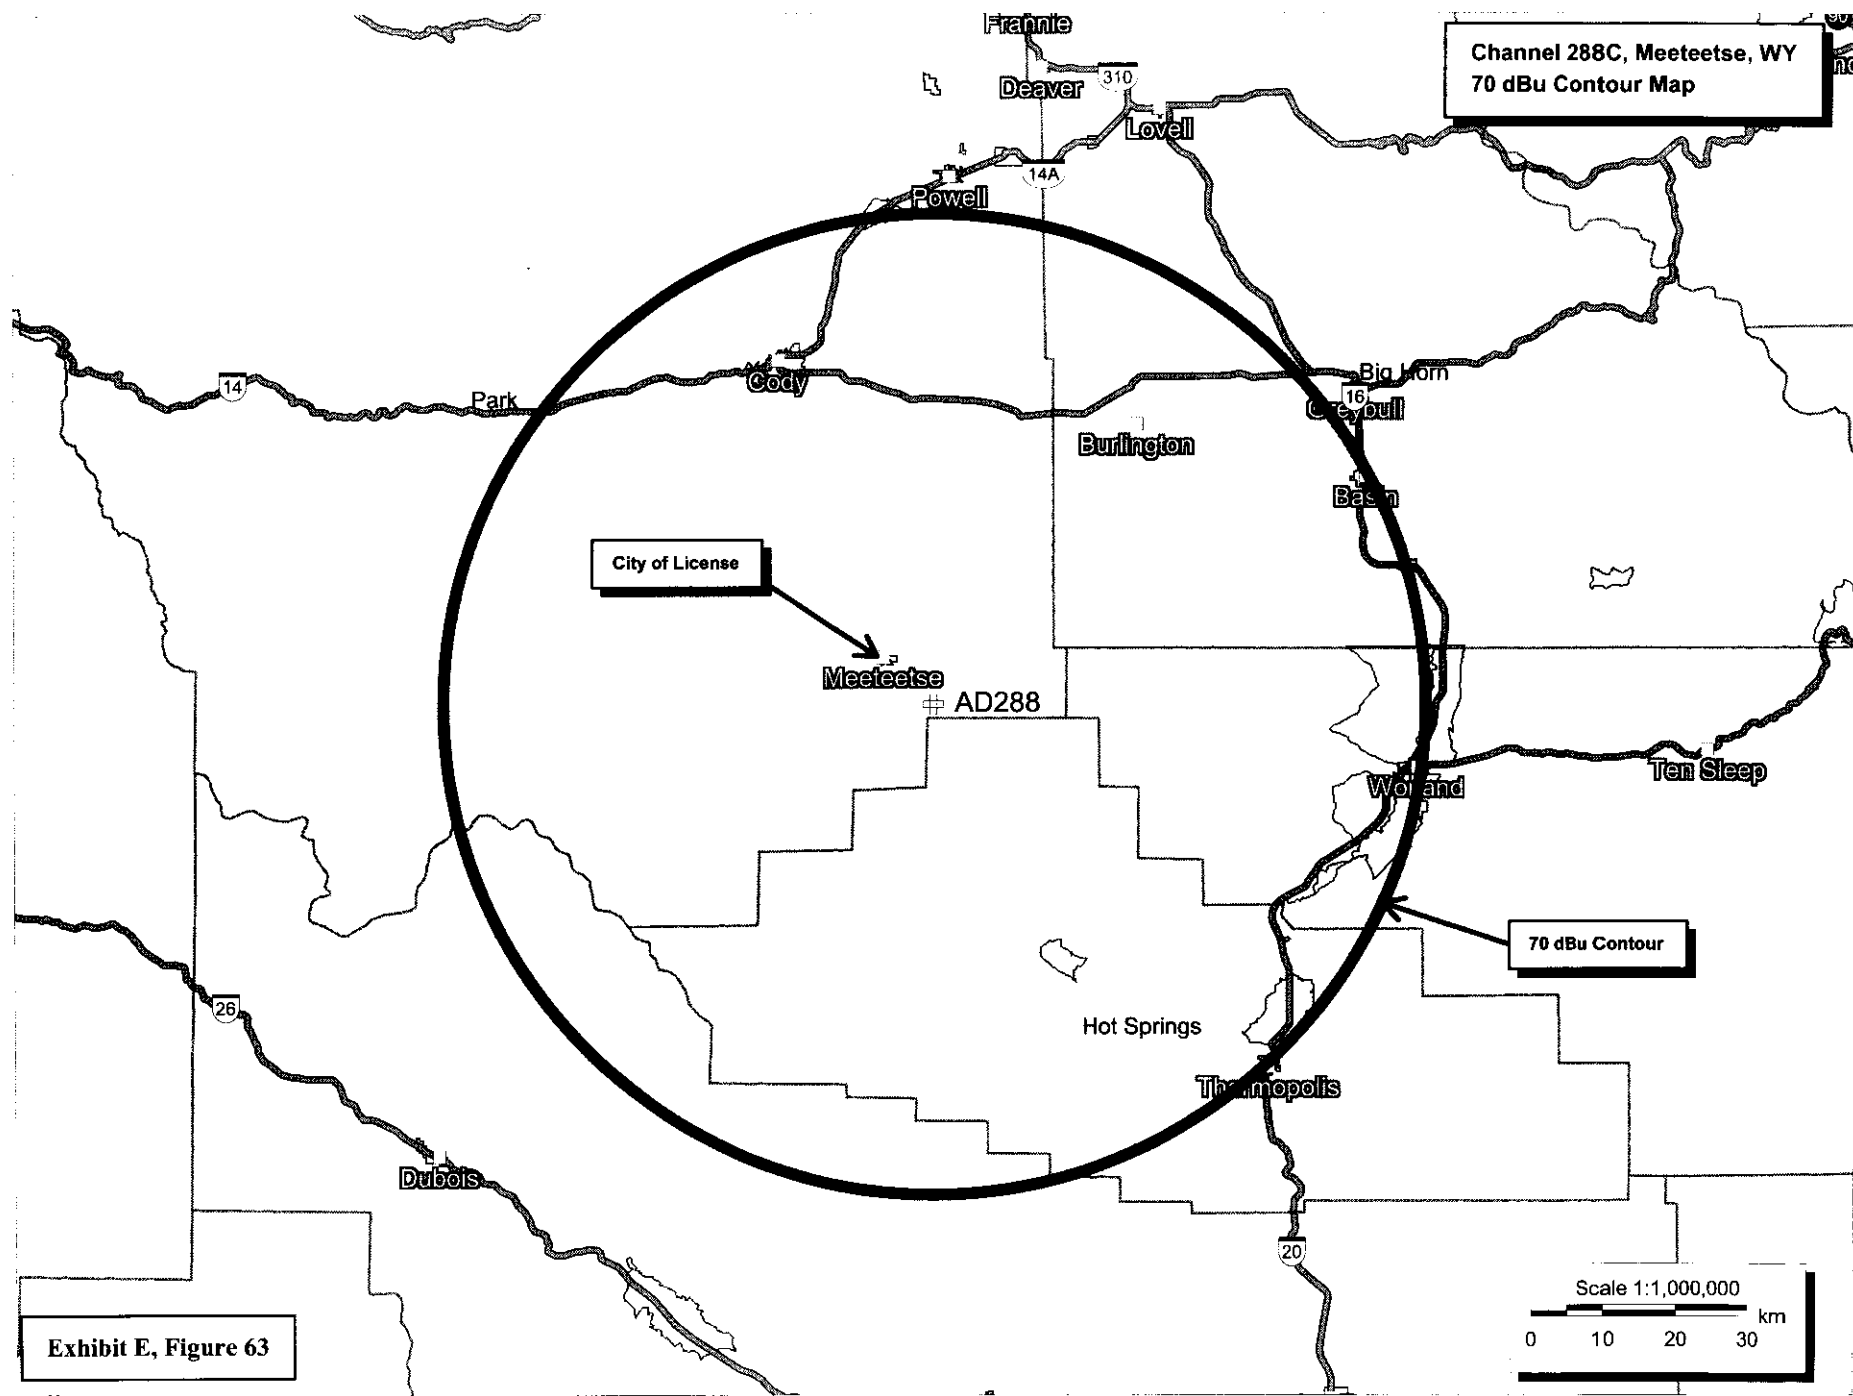 Frannie
90
Channel 288C, Meeteetse, WY
70 dBu Contour Map
310
Deaver
Lovell
14A
Powell
14
Park
Cody
Big Horn
16
Greybull
Burlington
Basin
City of License
Meeteetse
AD288
Ten Sleep
Worland
70 dBu Contour
26
Hot Springs
Thermopolis
Dubois
20
Scale 1:1,000,000
km
0 10 20 30
Exhibit E, Figure 63